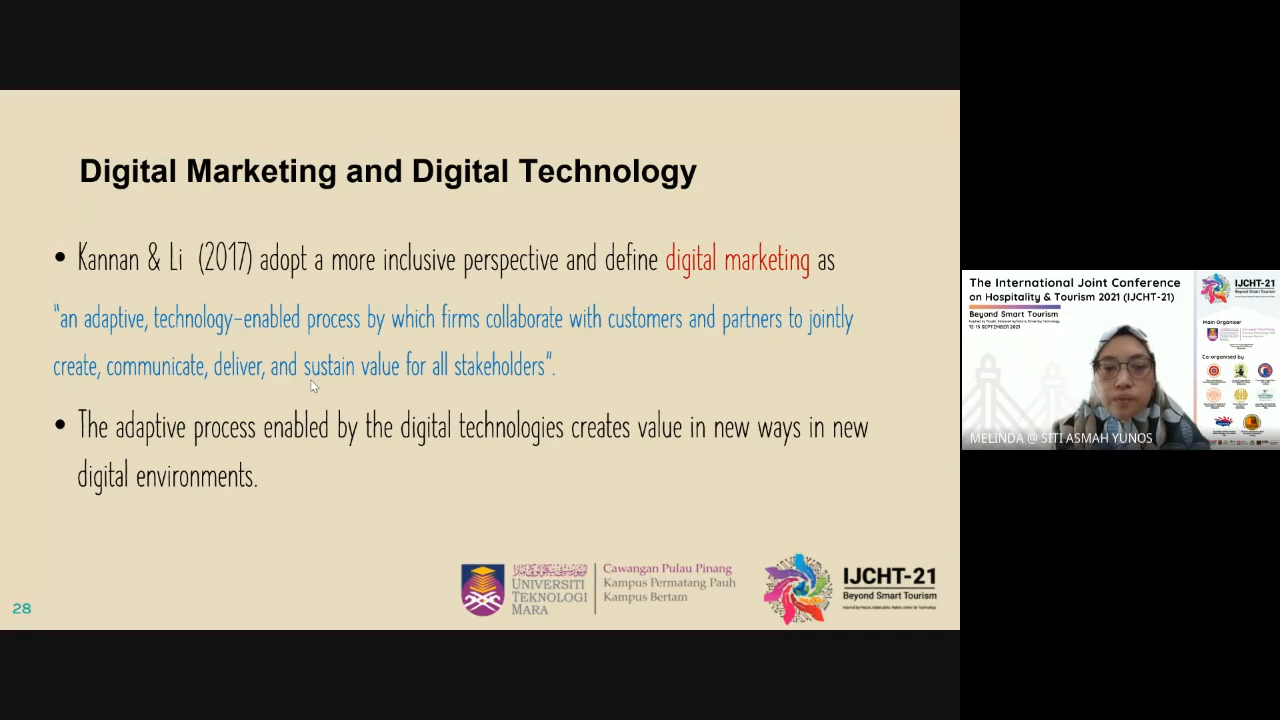 Digital Marketing and Digital Technology
• Kannan & Li (2017) adopt a more inclusive perspective and define digital marketing as
"an adaptive, technology-enabled process by which firms collaborate with customers and partners to jointly
create, communicate, deliver, and sustain value for all stakeholders".
• The adaptive process enabled by the digital technologies creates value in new ways in new
digital environments.
UNIVERSITI
TEKNOLOGI
MARA
Cawangan Pulau Pinang
Kampus Permatang Pauh
Kampus Bertam
IJCHT-21
Beyond Smart Tourism
28
The International Joint Conference
on Hospitality & Tourism 2021 (IJCHT-21)
Beyond Smart Tourism
13-15 SEPTEMBER 2021
IJCHT-21
Beyond Smart Tourism
Main Organiser
Co-organised by
MELINDA @ SITI ASMAH YUNOS